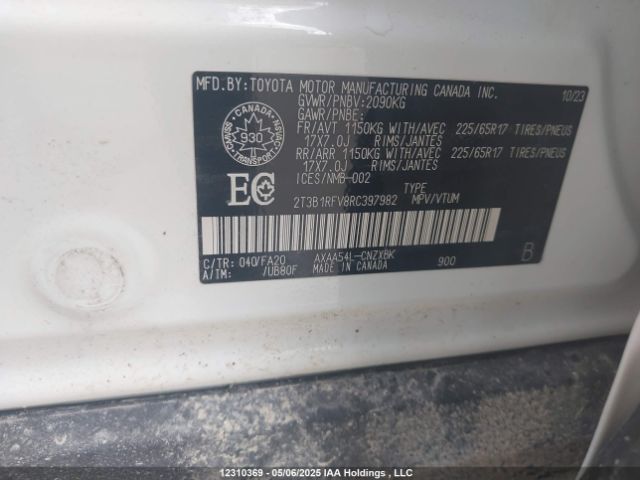 MFD.BY:TOYOTA MOTOR MANUFACTURING CANADA INC. 10/23
GVWR/PNBV:2090KG
GAWR/PNBE:
FR/AVT 1150KG WITH/AVEC 225/65R17 TIRES/PNEUS
17X7.0J RIMS/JANTES
RR/ARR 1150KG WITH/AVEC 225/65R17 TIRES/PNEUS
17X7.0J RIMS/JANTES
ICES/NMB-002
CANADA
CMVSS
NSVAC
930
TRANSPORT
EC
TYPE
2T3B1RFV8RC397982 MPV/VTUM
C/TR: 040/FA20 AXAA54L-CNZXBK 900 B
A/TM: /UB80F MADE IN CANADA
12310369 - 05/06/2025 IAA Holdings , LLC